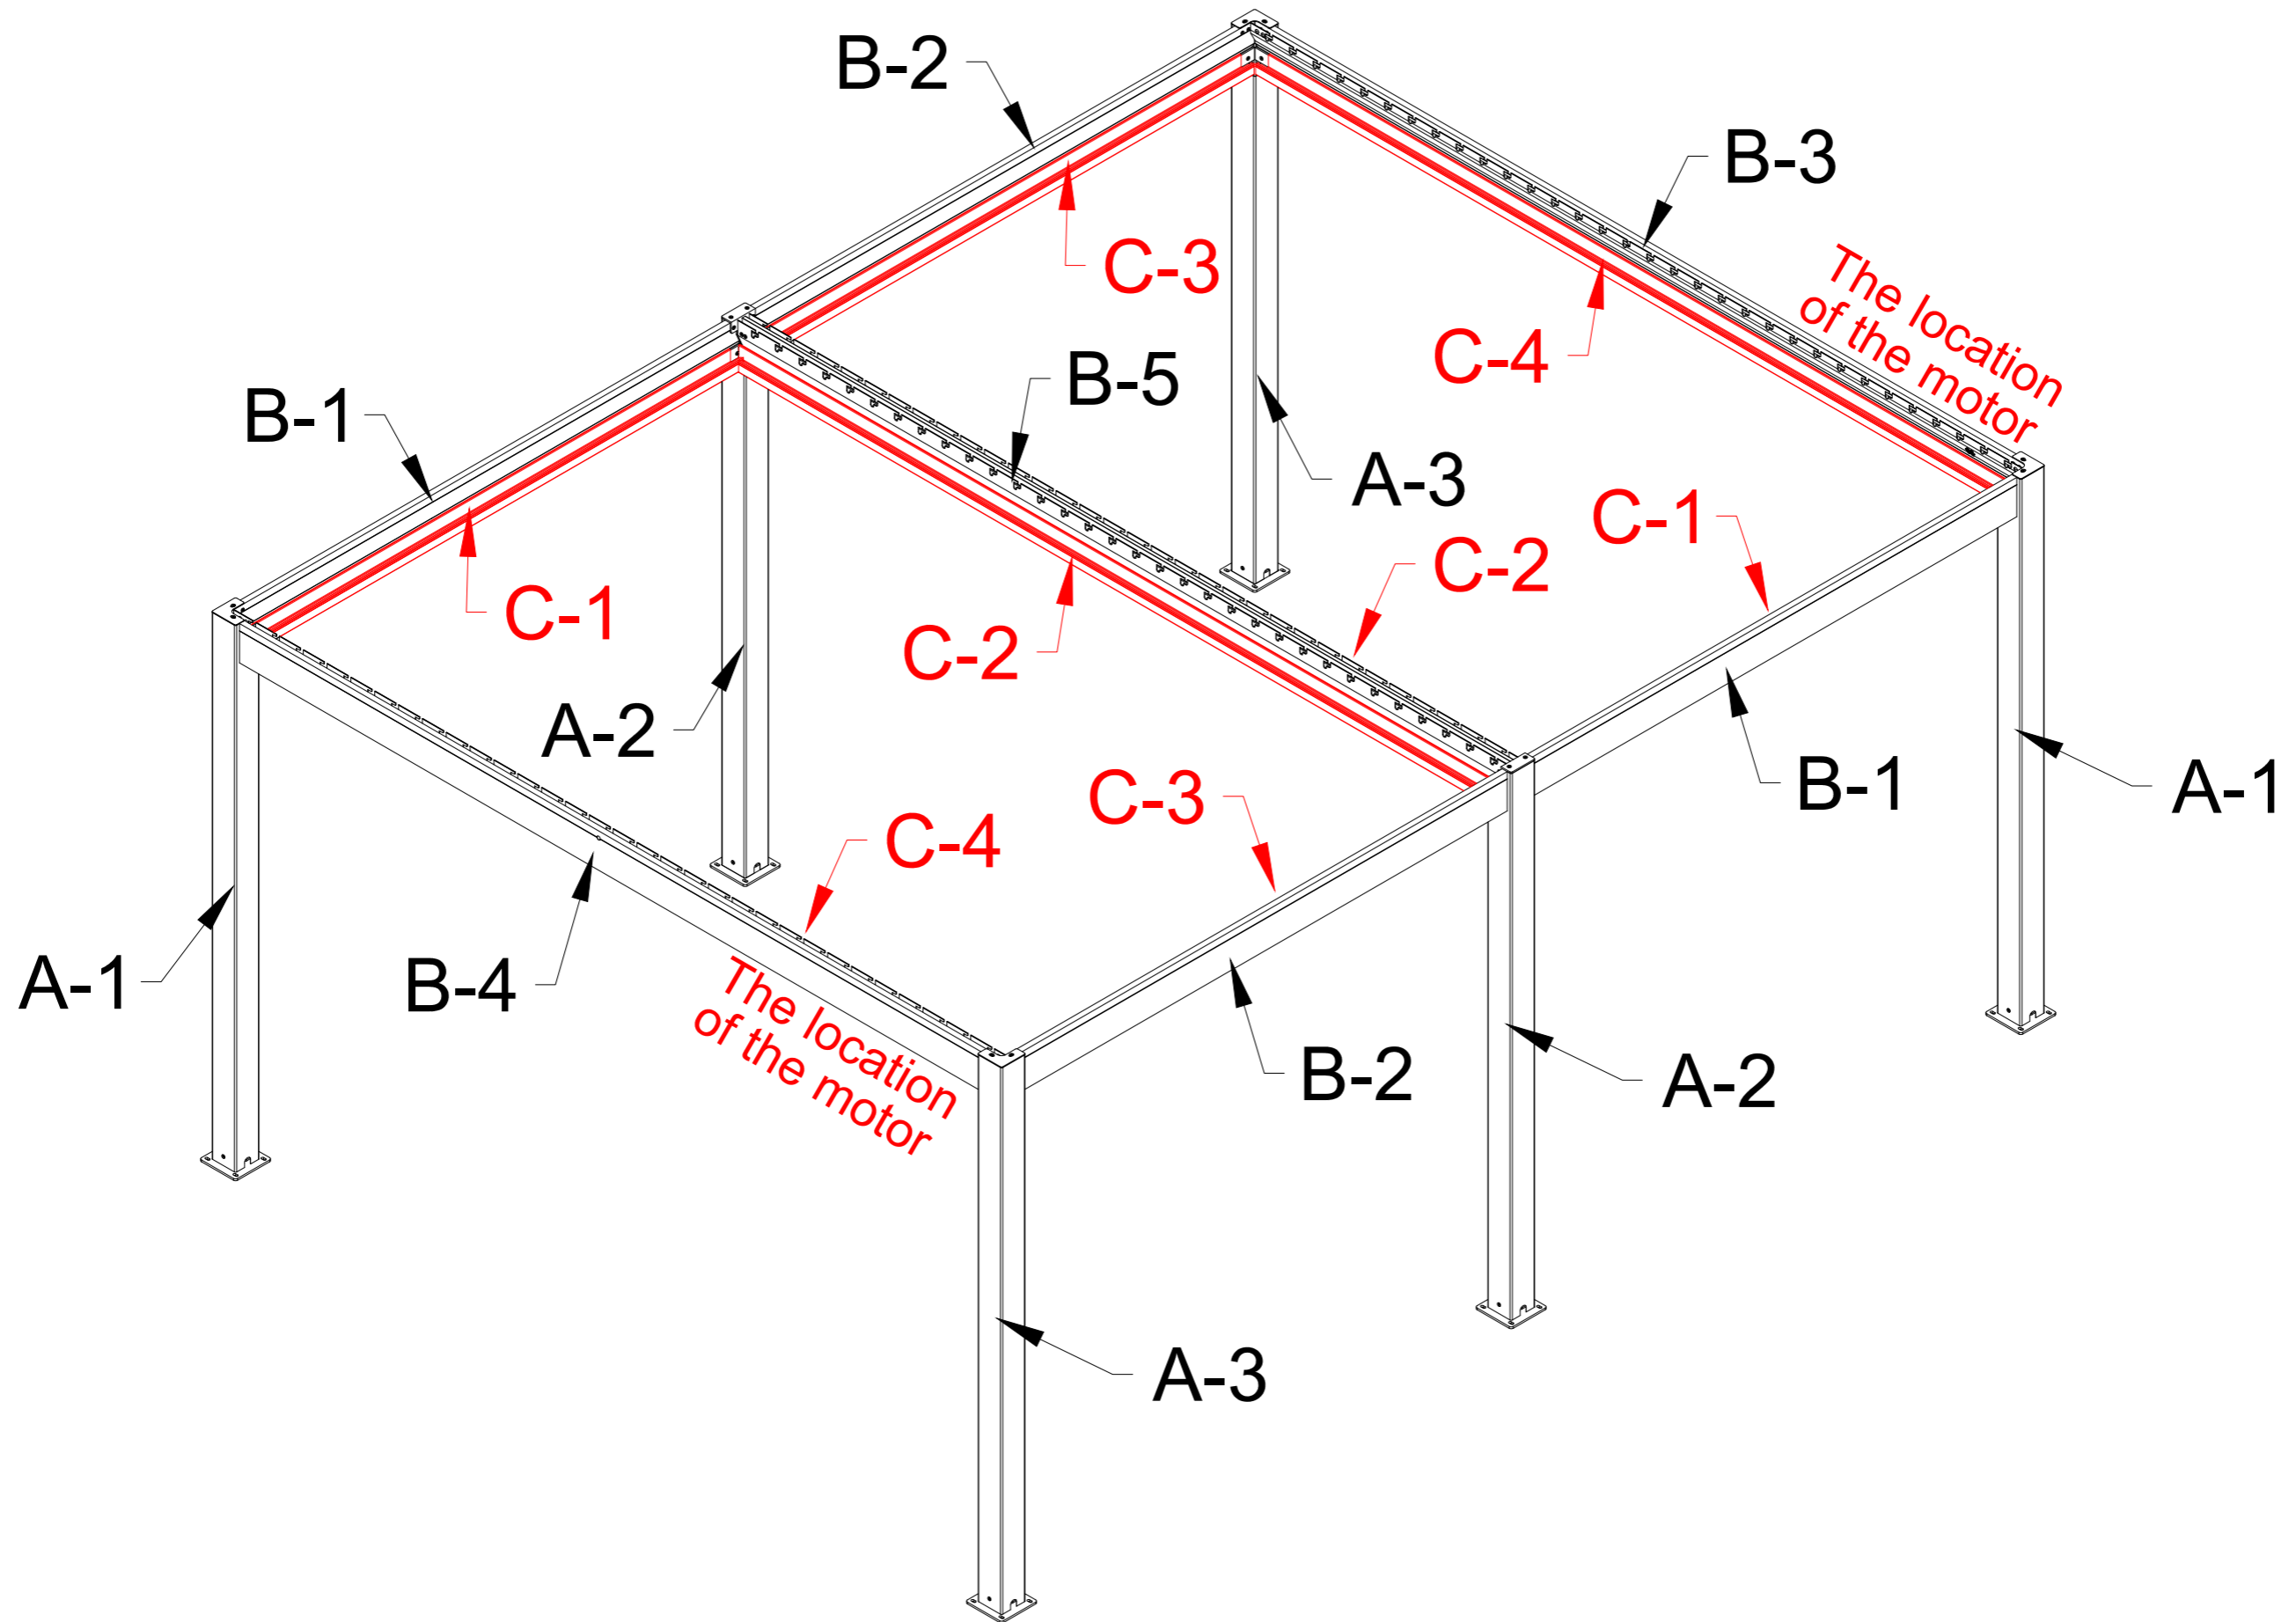 B-2
B-3
The location
of the motor
C-3
C-4
B-5
B-1
A-3
C-1
C-2
C-1
C-2
A-2
B-1
A-1
C-3
C-4
A-1
B-4
The location
of the motor
B-2
A-2
A-3